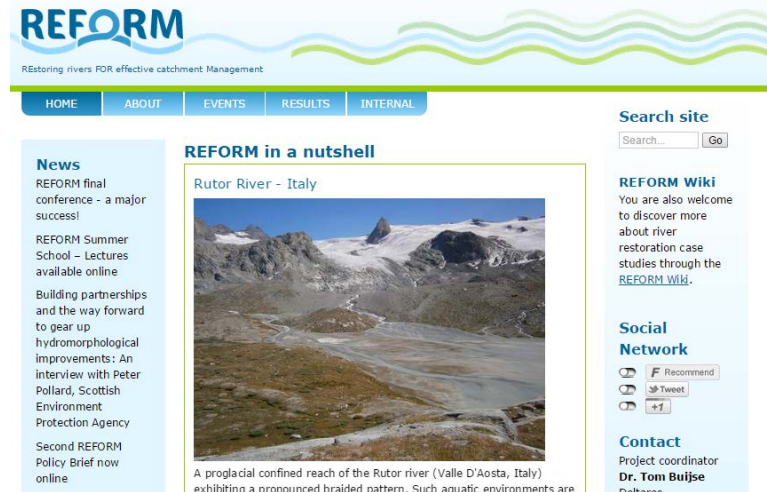 REFORM
REstoring rivers FOR effective catchment Management
HOME
ABOUT
EVENTS
RESULTS
INTERNAL
News
REFORM final
conference - a major
success!
REFORM Summer
School – Lectures
available online
Building partnerships
and the way forward
to gear up
hydromorphological
improvements: An
interview with Peter
Pollard, Scottish
Environment
Protection Agency
Second REFORM
Policy Brief now
online
REFORM in a nutshell
Rutor River - Italy
A proglacial confined reach of the Rutor river (Valle D'Aosta, Italy)
exhibiting a pronounced braided pattern. Such aquatic environments are
Search site
Search...
Go
REFORM Wiki
You are also welcome
to discover more
about river
restoration case
studies through the
REFORM Wiki.
Social
Network
F Recommend
Tweet
+1
Contact
Project coordinator
Dr. Tom Buijse
Deltares